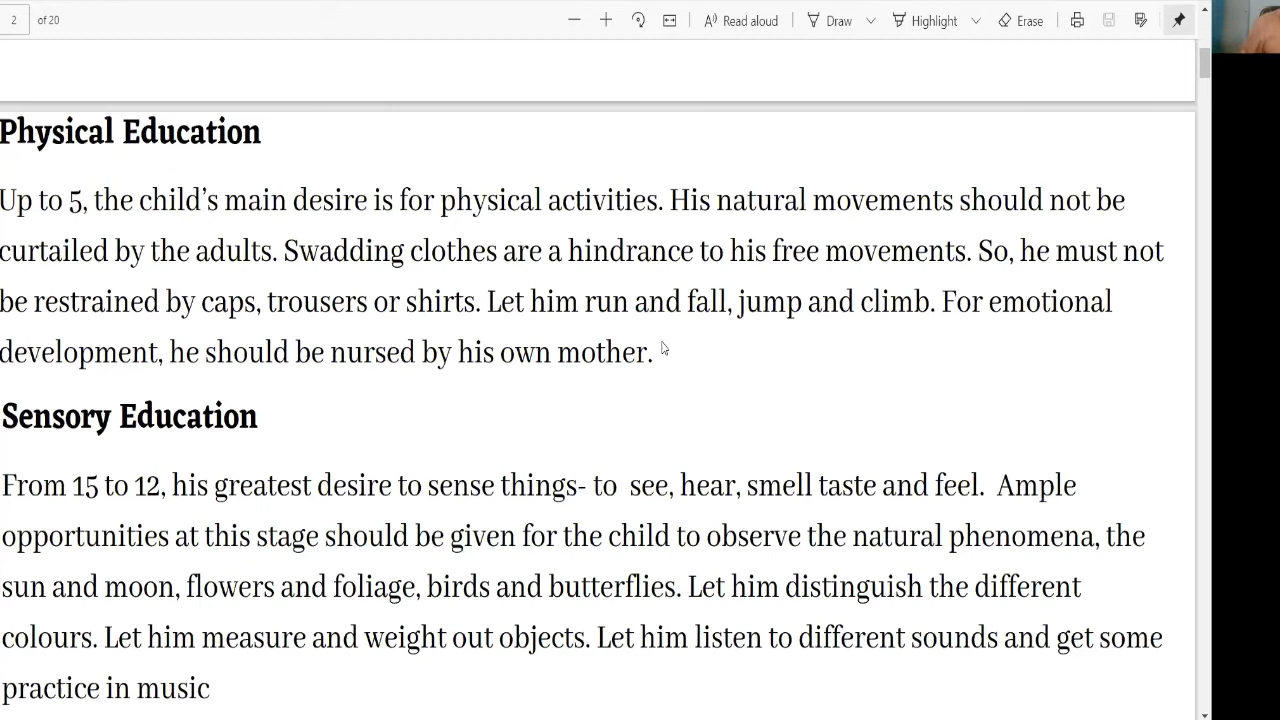 2 of 20 Read aloud Draw Highlight Erase
Physical Education
Up to 5, the child's main desire is for physical activities. His natural movements should not be
curtailed by the adults. Swadding clothes are a hindrance to his free movements. So, he must not
be restrained by caps, trousers or shirts. Let him run and fall, jump and climb. For emotional
development, he should be nursed by his own mother.
Sensory Education
From 15 to 12, his greatest desire to sense things- to  see, hear, smell taste and feel.  Ample
opportunities at this stage should be given for the child to observe the natural phenomena, the
sun and moon, flowers and foliage, birds and butterflies. Let him distinguish the different
colours. Let him measure and weight out objects. Let him listen to different sounds and get some
practice in music